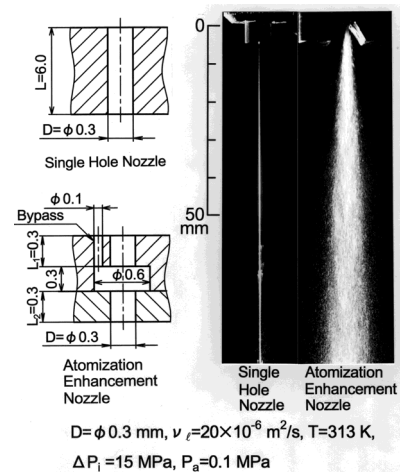 0
50
mm
L=6.0
D=ϕ0.3
Single Hole Nozzle
ϕ0.1
Bypass
L₁=0.3
0.3
ϕ0.6
L₂=0.3
D=ϕ0.3
Atomization
Enhancement
Nozzle
Single
Hole
Nozzle
Atomization
Enhancement
Nozzle
D=ϕ0.3 mm, ν ℓ=20×10⁻⁶ m²/s, T=313 K,
ΔPᵢ =15 MPa, Pₐ=0.1 MPa